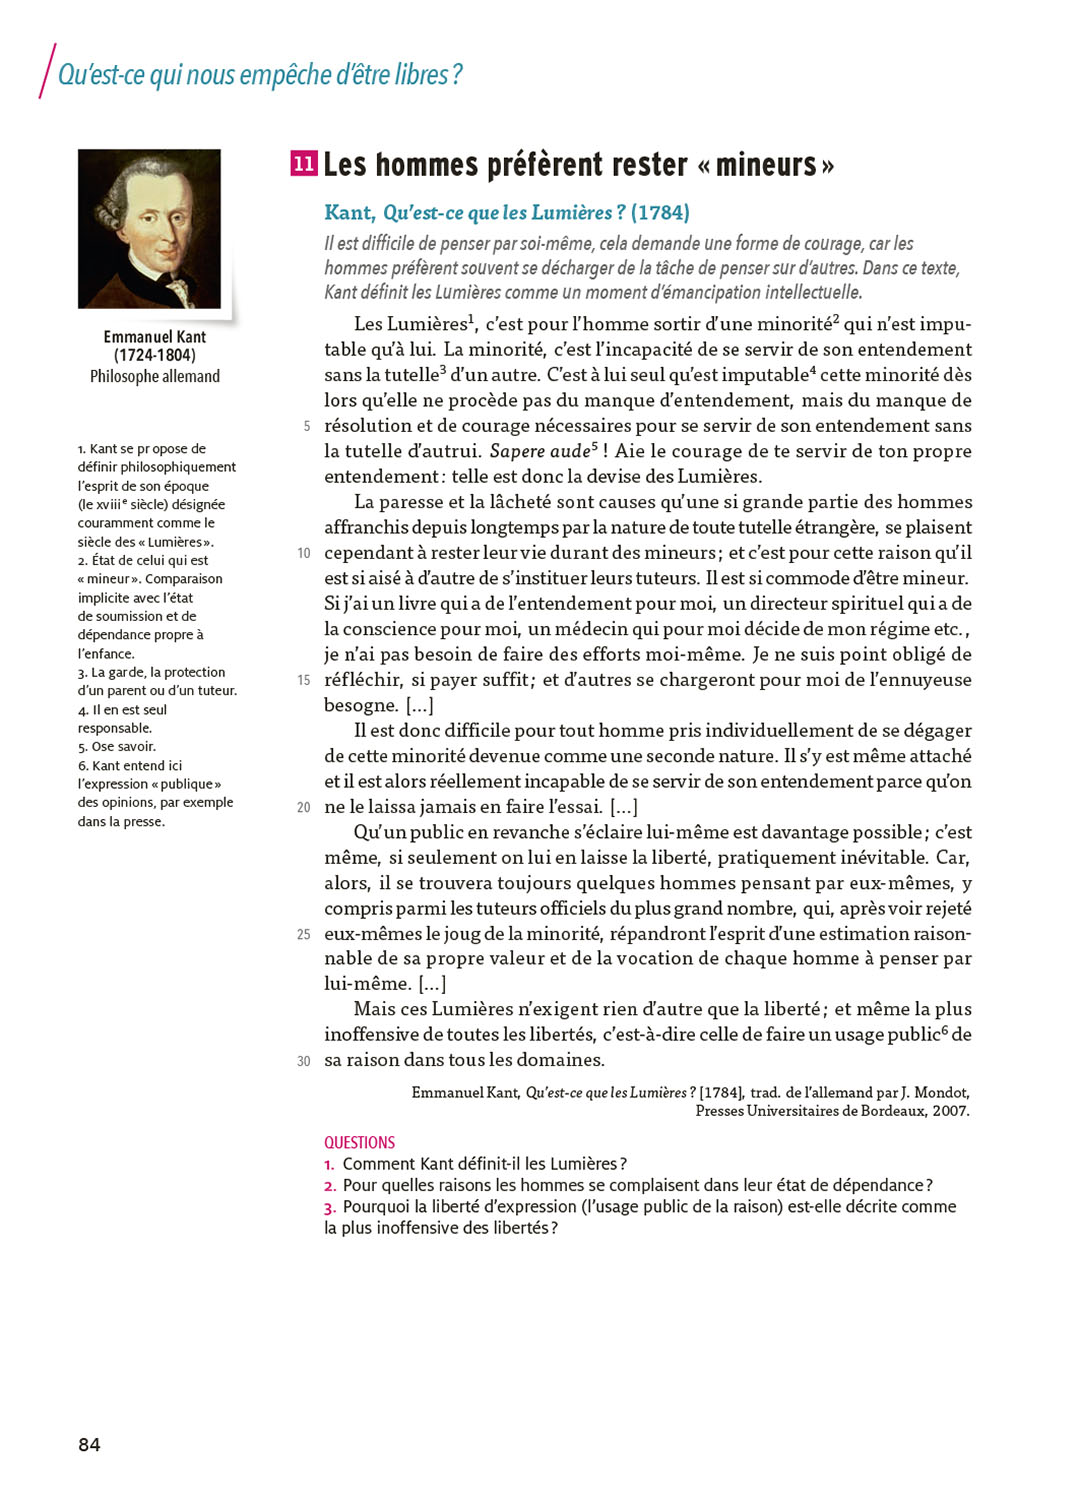 Qu’est-ce qui nous empêche d’être libres ?
Emmanuel Kant
(1724-1804)
Philosophe allemand
1. Kant se pr opose de
définir philosophiquement
l’esprit de son époque
(le xviiiᵉ siècle) désignée
couramment comme le
siècle des « Lumières ».
2. État de celui qui est
« mineur ». Comparaison
implicite avec l’état
de soumission et de
dépendance propre à
l’enfance.
3. La garde, la protection
d’un parent ou d’un tuteur.
4. Il en est seul
responsable.
5. Ose savoir.
6. Kant entend ici
l’expression « publique »
des opinions, par exemple
dans la presse.
11 Les hommes préfèrent rester « mineurs »
Kant, Qu’est-ce que les Lumières ? (1784)
Il est difficile de penser par soi-même, cela demande une forme de courage, car les
hommes préfèrent souvent se décharger de la tâche de penser sur d’autres. Dans ce texte,
Kant définit les Lumières comme un moment d’émancipation intellectuelle.
Les Lumières¹, c’est pour l’homme sortir d’une minorité² qui n’est impu-
table qu’à lui. La minorité, c’est l’incapacité de se servir de son entendement
sans la tutelle³ d’un autre. C’est à lui seul qu’est imputable⁴ cette minorité dès
lors qu’elle ne procède pas du manque d’entendement, mais du manque de
5 résolution et de courage nécessaires pour se servir de son entendement sans
la tutelle d’autrui. Sapere aude⁵ ! Aie le courage de te servir de ton propre
entendement : telle est donc la devise des Lumières.
La paresse et la lâcheté sont causes qu’une si grande partie des hommes
affranchis depuis longtemps par la nature de toute tutelle étrangère, se plaisent
10 cependant à rester leur vie durant des mineurs ; et c’est pour cette raison qu’il
est si aisé à d’autre de s’instituer leurs tuteurs. Il est si commode d’être mineur.
Si j’ai un livre qui a de l’entendement pour moi, un directeur spirituel qui a de
la conscience pour moi, un médecin qui pour moi décide de mon régime etc.,
je n’ai pas besoin de faire des efforts moi-même. Je ne suis point obligé de
15 réfléchir, si payer suffit ; et d’autres se chargeront pour moi de l’ennuyeuse
besogne. [...]
Il est donc difficile pour tout homme pris individuellement de se dégager
de cette minorité devenue comme une seconde nature. Il s’y est même attaché
et il est alors réellement incapable de se servir de son entendement parce qu’on
20 ne le laissa jamais en faire l’essai. [...]
Qu’un public en revanche s’éclaire lui-même est davantage possible ; c’est
même, si seulement on lui en laisse la liberté, pratiquement inévitable. Car,
alors, il se trouvera toujours quelques hommes pensant par eux-mêmes, y
compris parmi les tuteurs officiels du plus grand nombre, qui, après voir rejeté
25 eux-mêmes le joug de la minorité, répandront l’esprit d’une estimation raison-
nable de sa propre valeur et de la vocation de chaque homme à penser par
lui-même. [...]
Mais ces Lumières n’exigent rien d’autre que la liberté ; et même la plus
inoffensive de toutes les libertés, c’est-à-dire celle de faire un usage public⁶ de
30 sa raison dans tous les domaines.
Emmanuel Kant, Qu’est-ce que les Lumières ? [1784], trad. de l’allemand par J. Mondot,
Presses Universitaires de Bordeaux, 2007.
QUESTIONS
1. Comment Kant définit-il les Lumières ?
2. Pour quelles raisons les hommes se complaisent dans leur état de dépendance ?
3. Pourquoi la liberté d’expression (l’usage public de la raison) est-elle décrite comme
la plus inoffensive des libertés ?
84